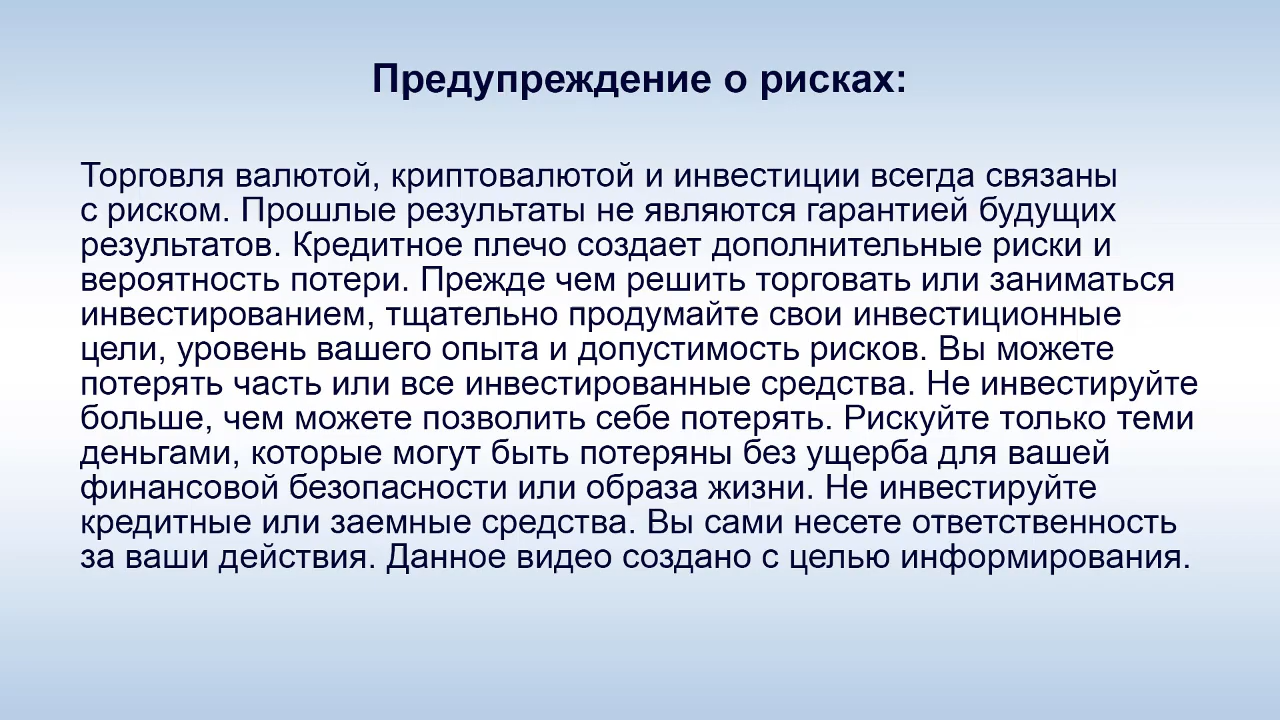 Предупреждение о рисках:
Торговля валютой, криптовалютой и инвестиции всегда связаны
с риском. Прошлые результаты не являются гарантией будущих
результатов. Кредитное плечо создает дополнительные риски и
вероятность потери. Прежде чем решить торговать или заниматься
инвестированием, тщательно продумайте свои инвестиционные
цели, уровень вашего опыта и допустимость рисков. Вы можете
потерять часть или все инвестированные средства. Не инвестируйте
больше, чем можете позволить себе потерять. Рискуйте только теми
деньгами, которые могут быть потеряны без ущерба для вашей
финансовой безопасности или образа жизни. Не инвестируйте
кредитные или заемные средства. Вы сами несете ответственность
за ваши действия. Данное видео создано с целью информирования.